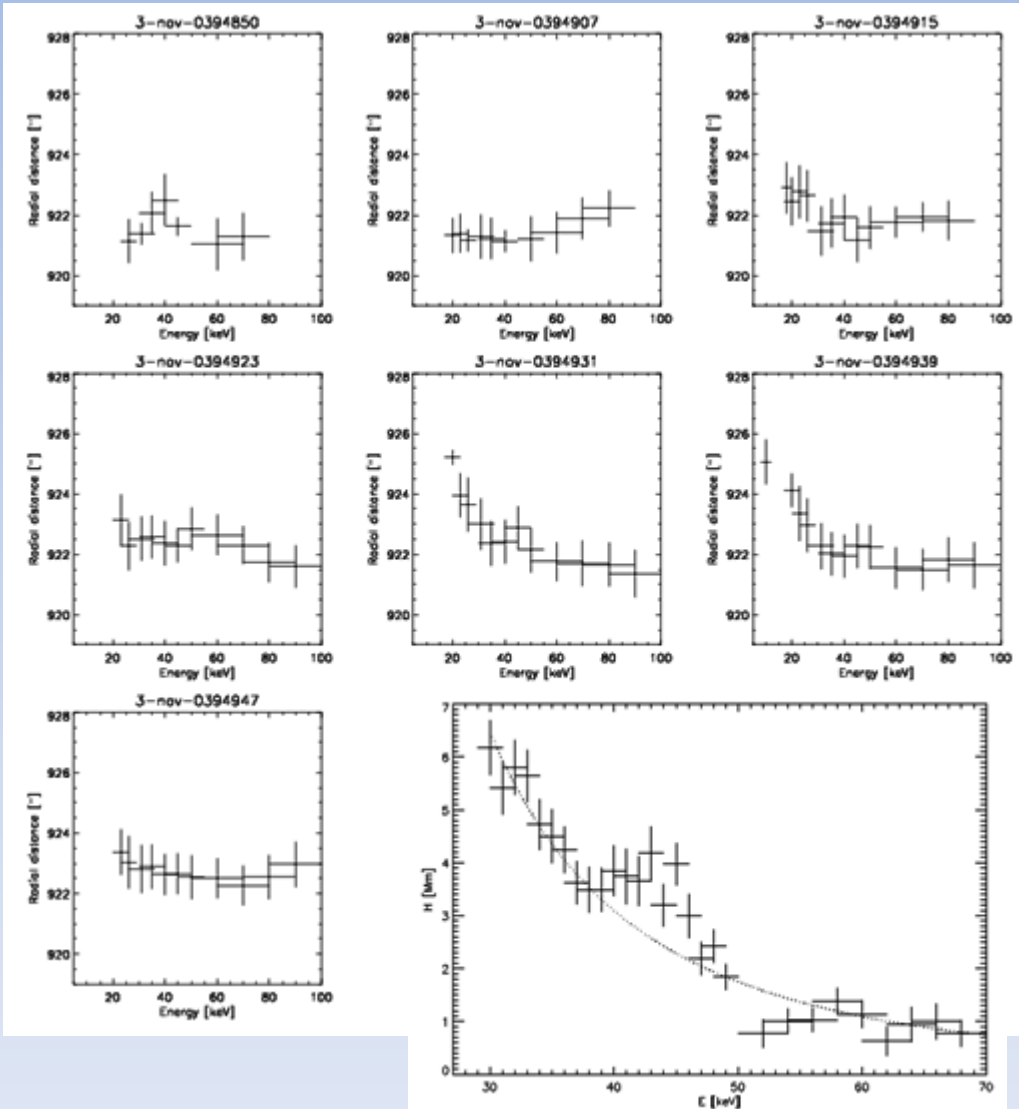 3-nov-0394850
928
926
924
922
920
Radial distance ["]
20 40 60 80 100
Energy [keV]
3-nov-0394907
928
926
924
922
920
Radial distance ["]
20 40 60 80 100
Energy [keV]
3-nov-0394915
928
926
924
922
920
Radial distance ["]
20 40 60 80 100
Energy [keV]
3-nov-0394923
928
926
924
922
920
Radial distance ["]
20 40 60 80 100
Energy [keV]
3-nov-0394931
928
926
924
922
920
Radial distance ["]
20 40 60 80 100
Energy [keV]
3-nov-0394939
928
926
924
922
920
Radial distance ["]
20 40 60 80 100
Energy [keV]
3-nov-0394947
928
926
924
922
920
Radial distance ["]
20 40 60 80 100
Energy [keV]
7
6
5
4
3
2
1
0
H [Mm]
30 40 50 60 70
E [keV]